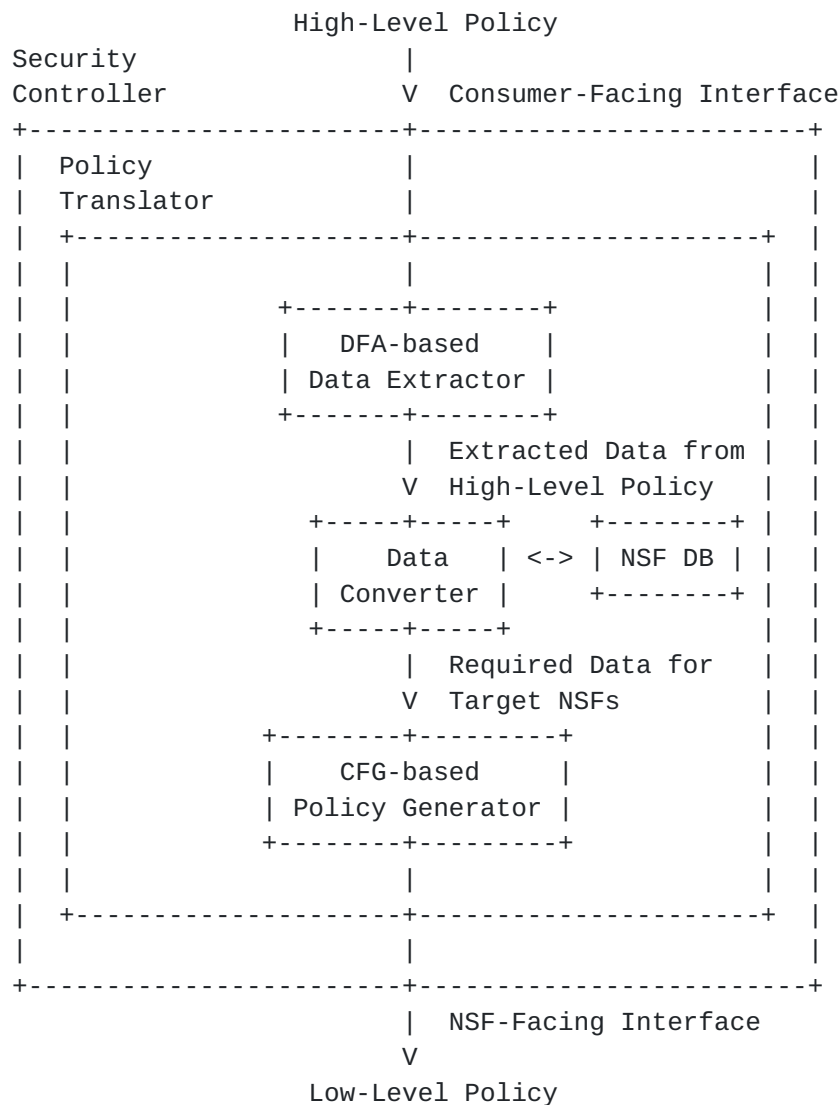 High-Level Policy
Security
Controller Consumer-Facing Interface
Policy
Translator
DFA-based
Data Extractor
Extracted Data from
High-Level Policy
Data NSF DB
Converter
Required Data for
Target NSFs
CFG-based
Policy Generator
NSF-Facing Interface
Low-Level Policy